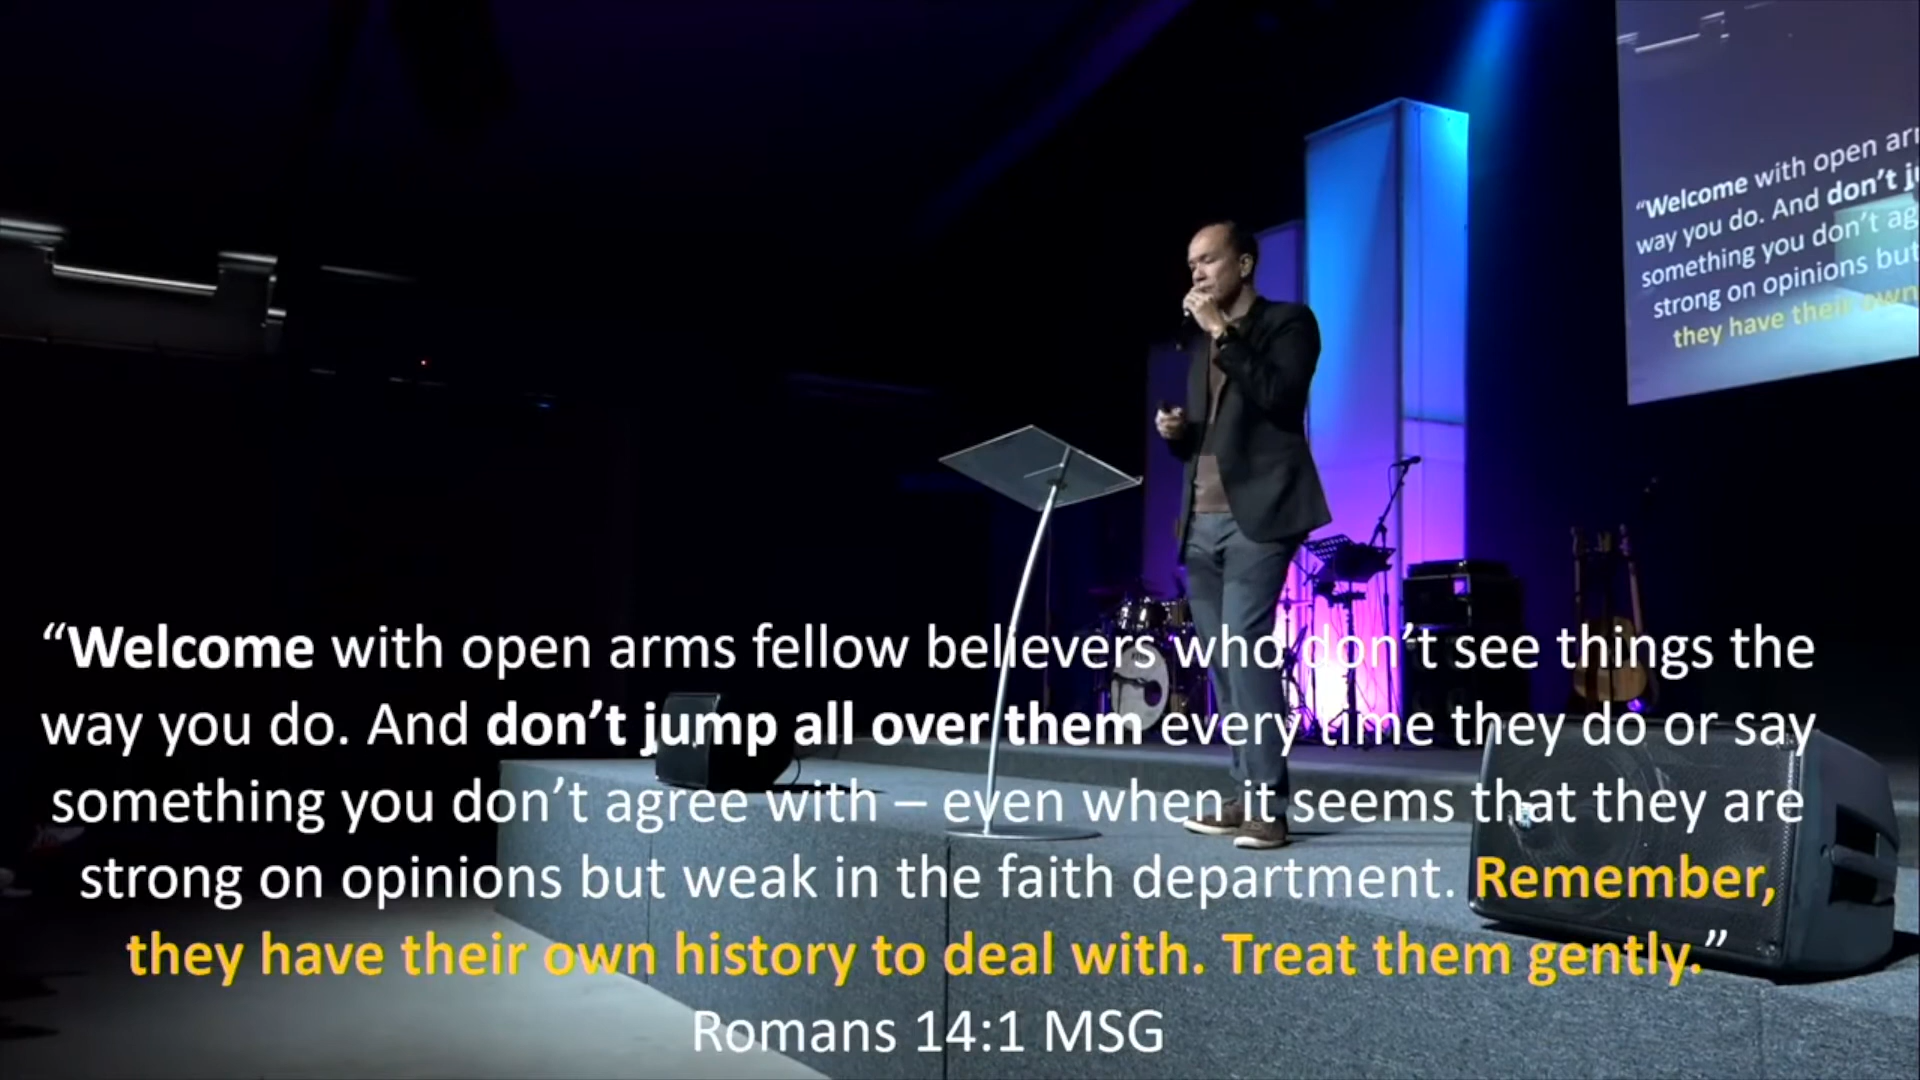 “Welcome with open arms fellow believers who don’t see things the
way you do. And don’t jump all over them every time they do or say
something you don’t agree with – even when it seems that they are
strong on opinions but weak in the faith department. Remember,
they have their own history to deal with. Treat them gently.”
Romans 14:1 MSG
“Welcome with open
way you do. And don’t
something you don’t
strong on opinions but
they have their own